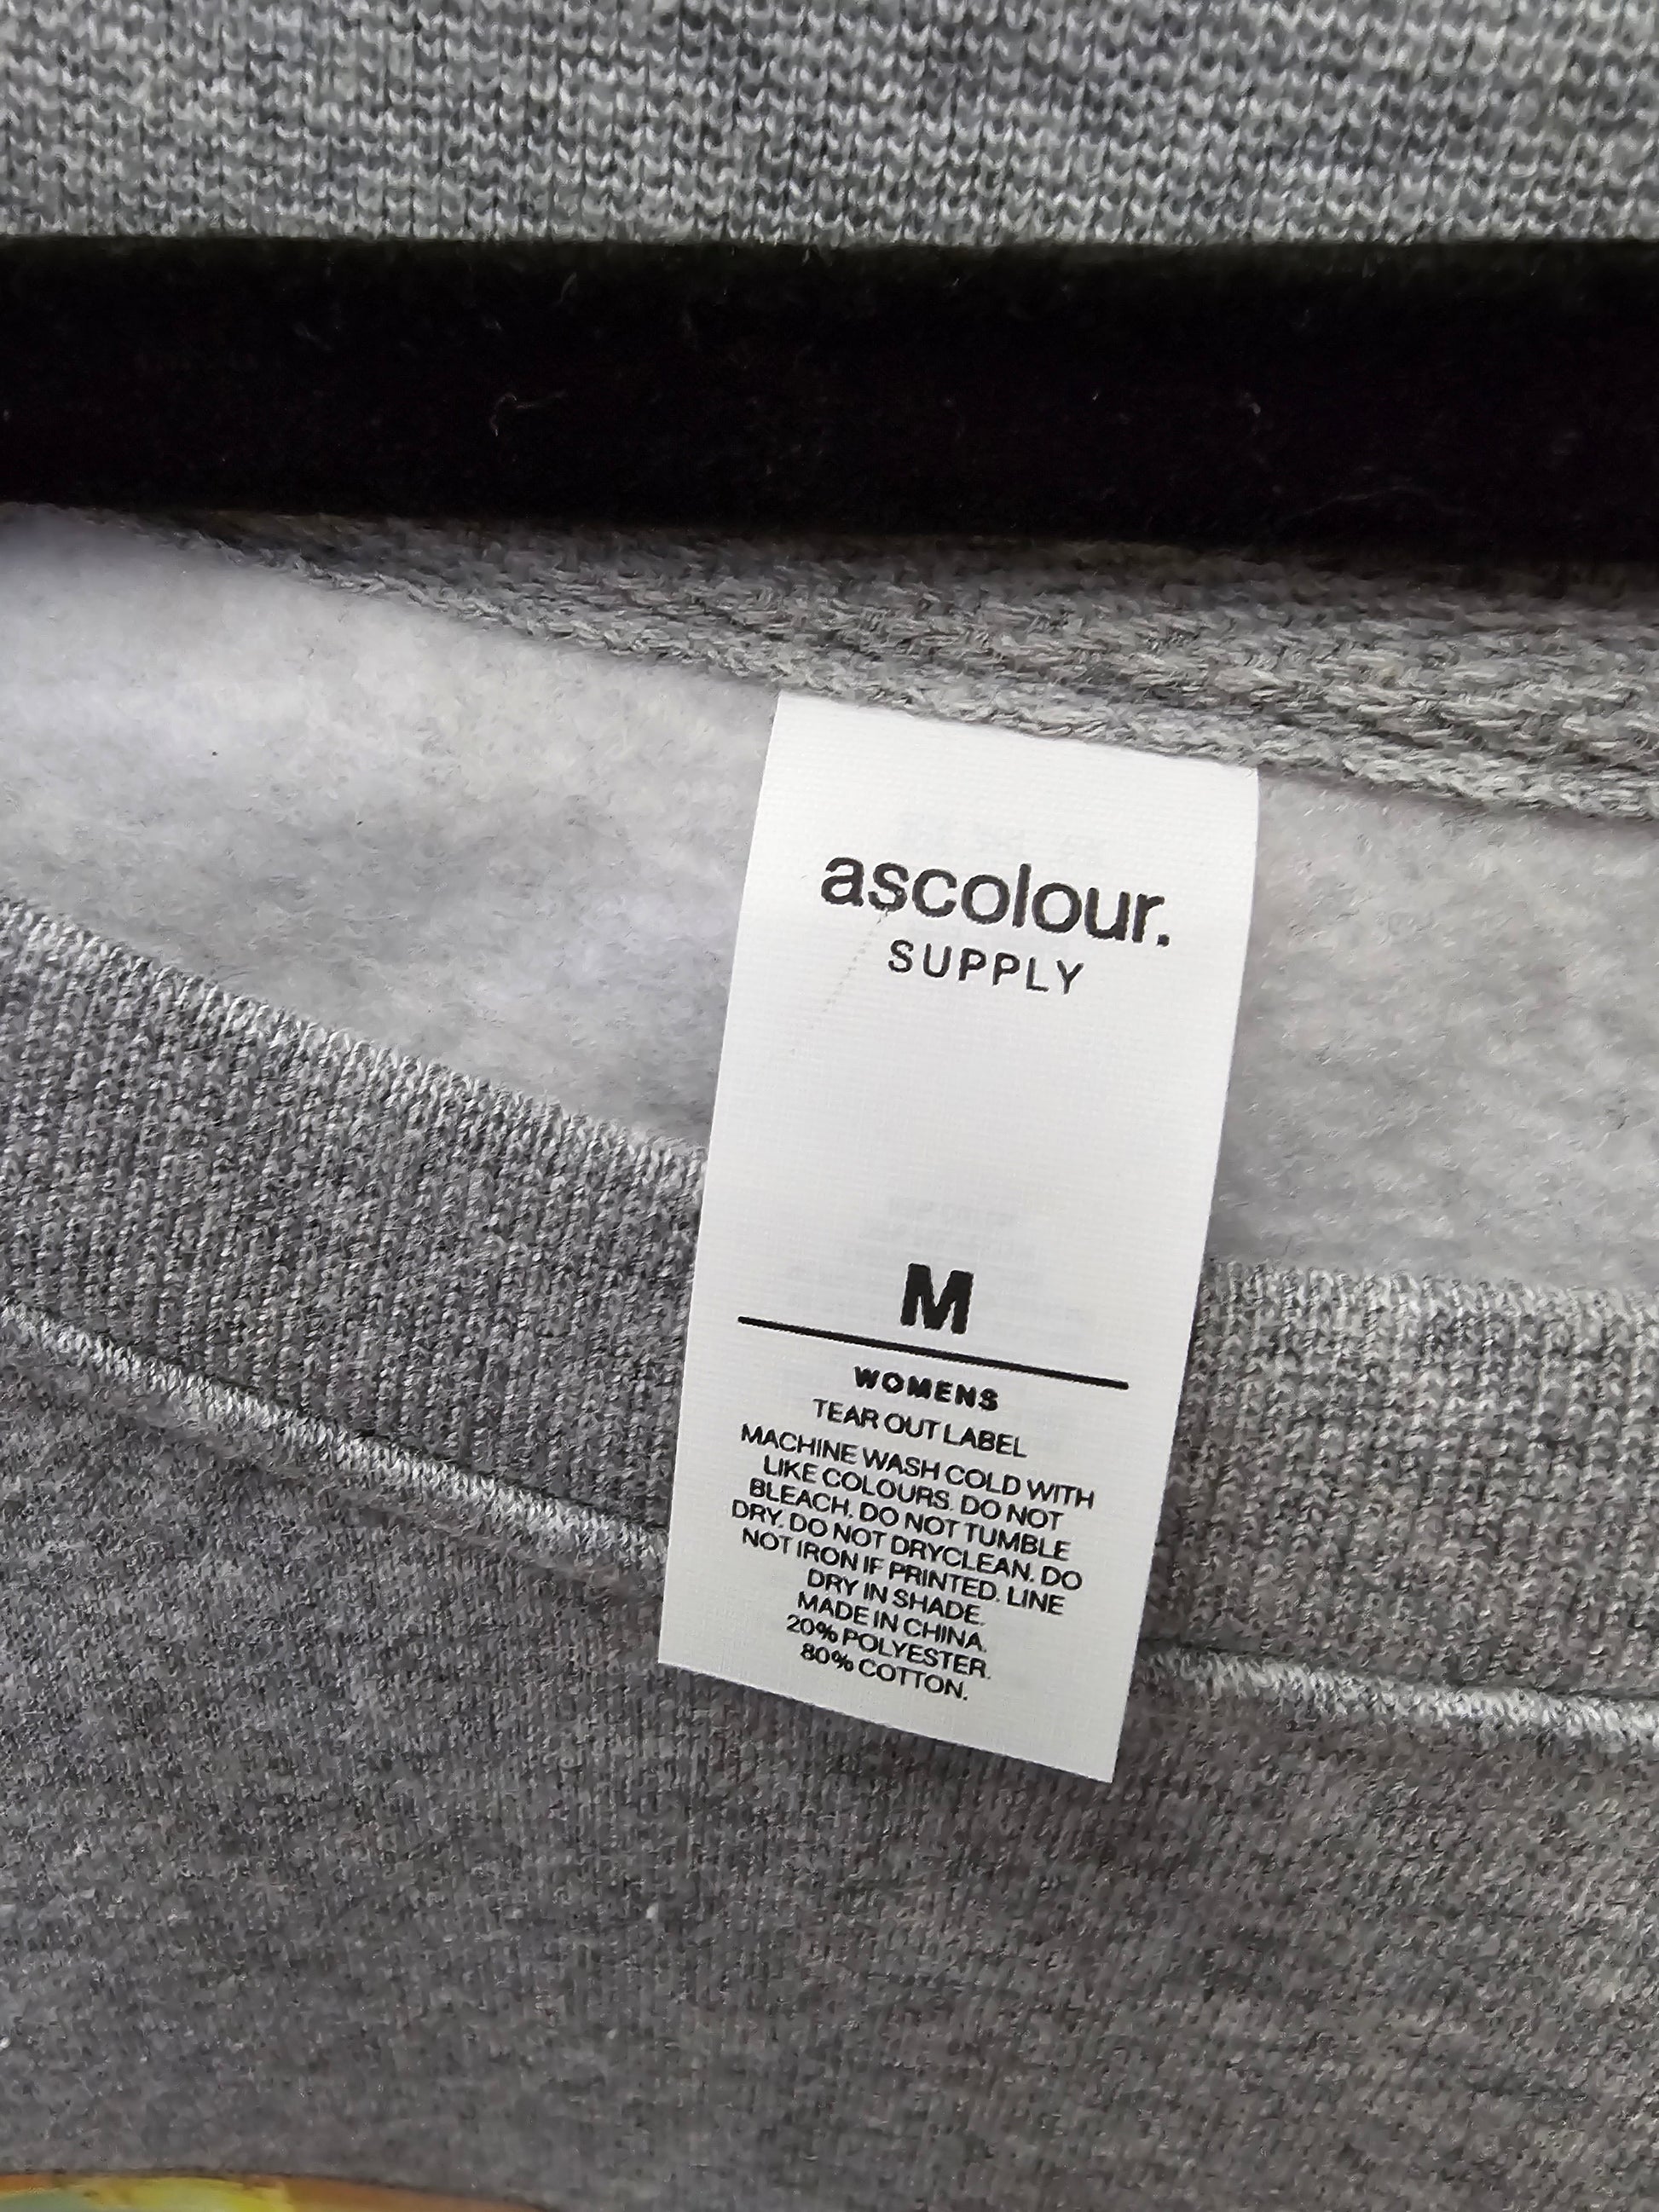 ascolour.
SUPPLY
M
WOMENS
TEAR OUT LABEL
MACHINE WASH COLD WITH
LIKE COLOURS. DO NOT
BLEACH. DO NOT TUMBLE
DRY. DO NOT DRYCLEAN. DO
NOT IRON IF PRINTED. LINE
DRY IN SHADE.
MADE IN CHINA.
20% POLYESTER.
80% COTTON.